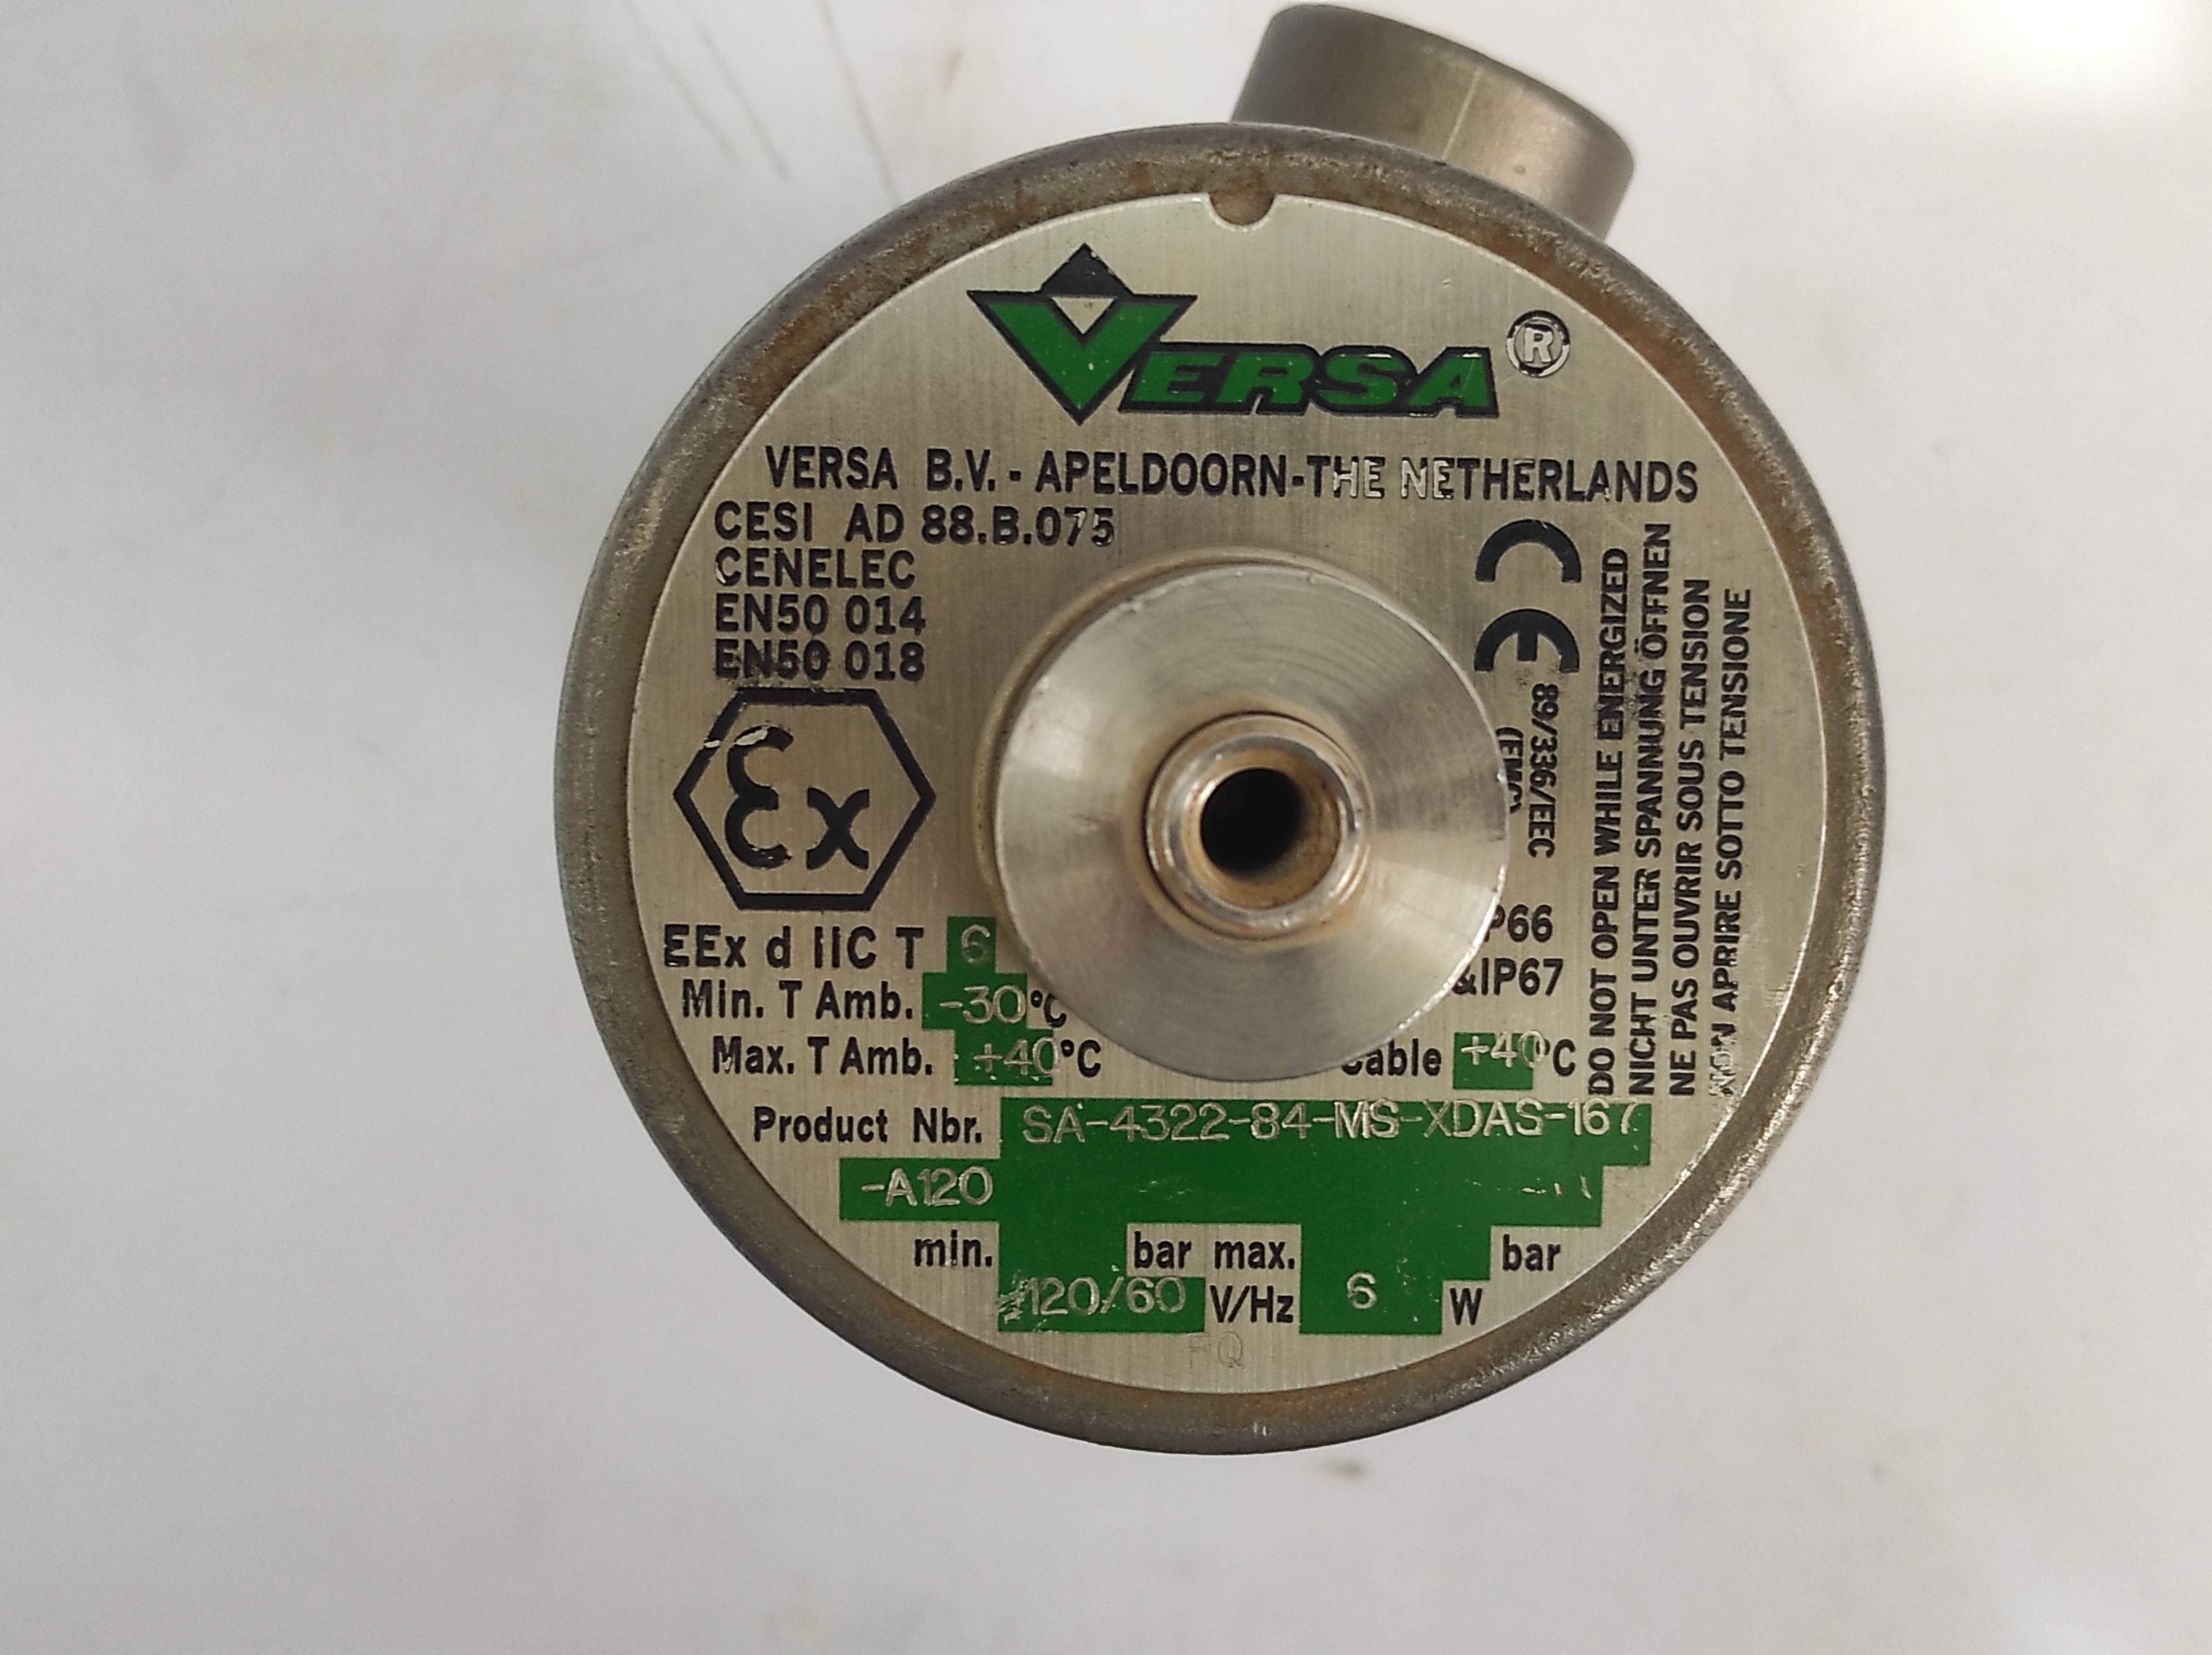 VERSA ®
VERSA B.V. - APELDOORN-THE NETHERLANDS
CESI AD 88.B.075
CENELEC
EN50 014
EN50 018
Ex
CE
89/336/EEC
(EMC)
EEx d IIC T 6
Min. T Amb. -30°C
Max. T Amb. +40°C
P66
&IP67
cable +40°C
DO NOT OPEN WHILE ENERGIZED
NICHT UNTER SPANNUNG ÖFFNEN
NE PAS OUVRIR SOUS TENSION
NON APRIRE SOTTO TENSIONE
Product Nbr. SA-4322-84-MS-XDAS-167
-A120
min. bar max. bar
120/60 V/Hz 6 W